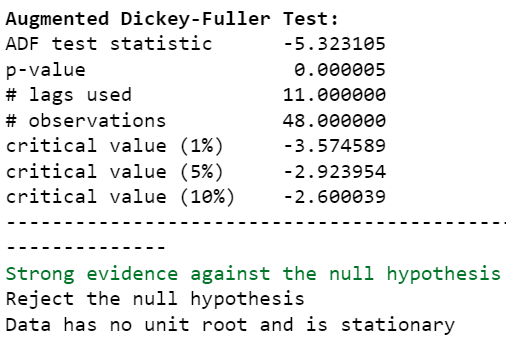 Augmented Dickey-Fuller Test:
ADF test statistic -5.323105
p-value 0.000005
# lags used 11.000000
# observations 48.000000
critical value (1%) -3.574589
critical value (5%) -2.923954
critical value (10%) -2.600039
---------------------------------------------
--------------
Strong evidence against the null hypothesis
Reject the null hypothesis
Data has no unit root and is stationary